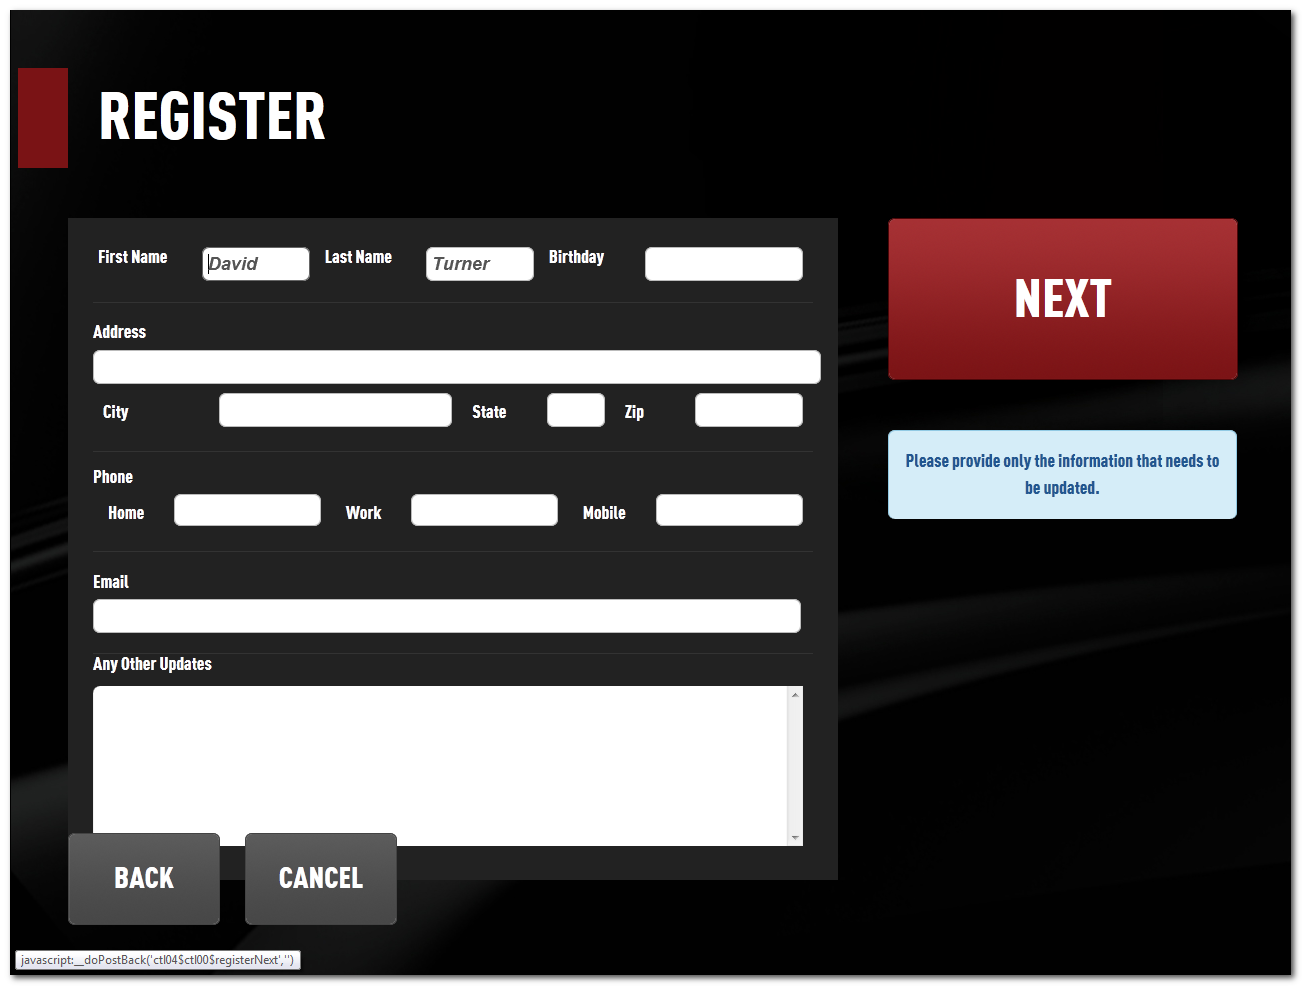 REGISTER
First Name David Last Name Turner Birthday
Address
City State Zip
Phone
Home Work Mobile
Email
Any Other Updates
BACK CANCEL
NEXT
Please provide only the information that needs to
be updated.
javascript:__doPostBack('ctl04$ctl00$registerNext','')